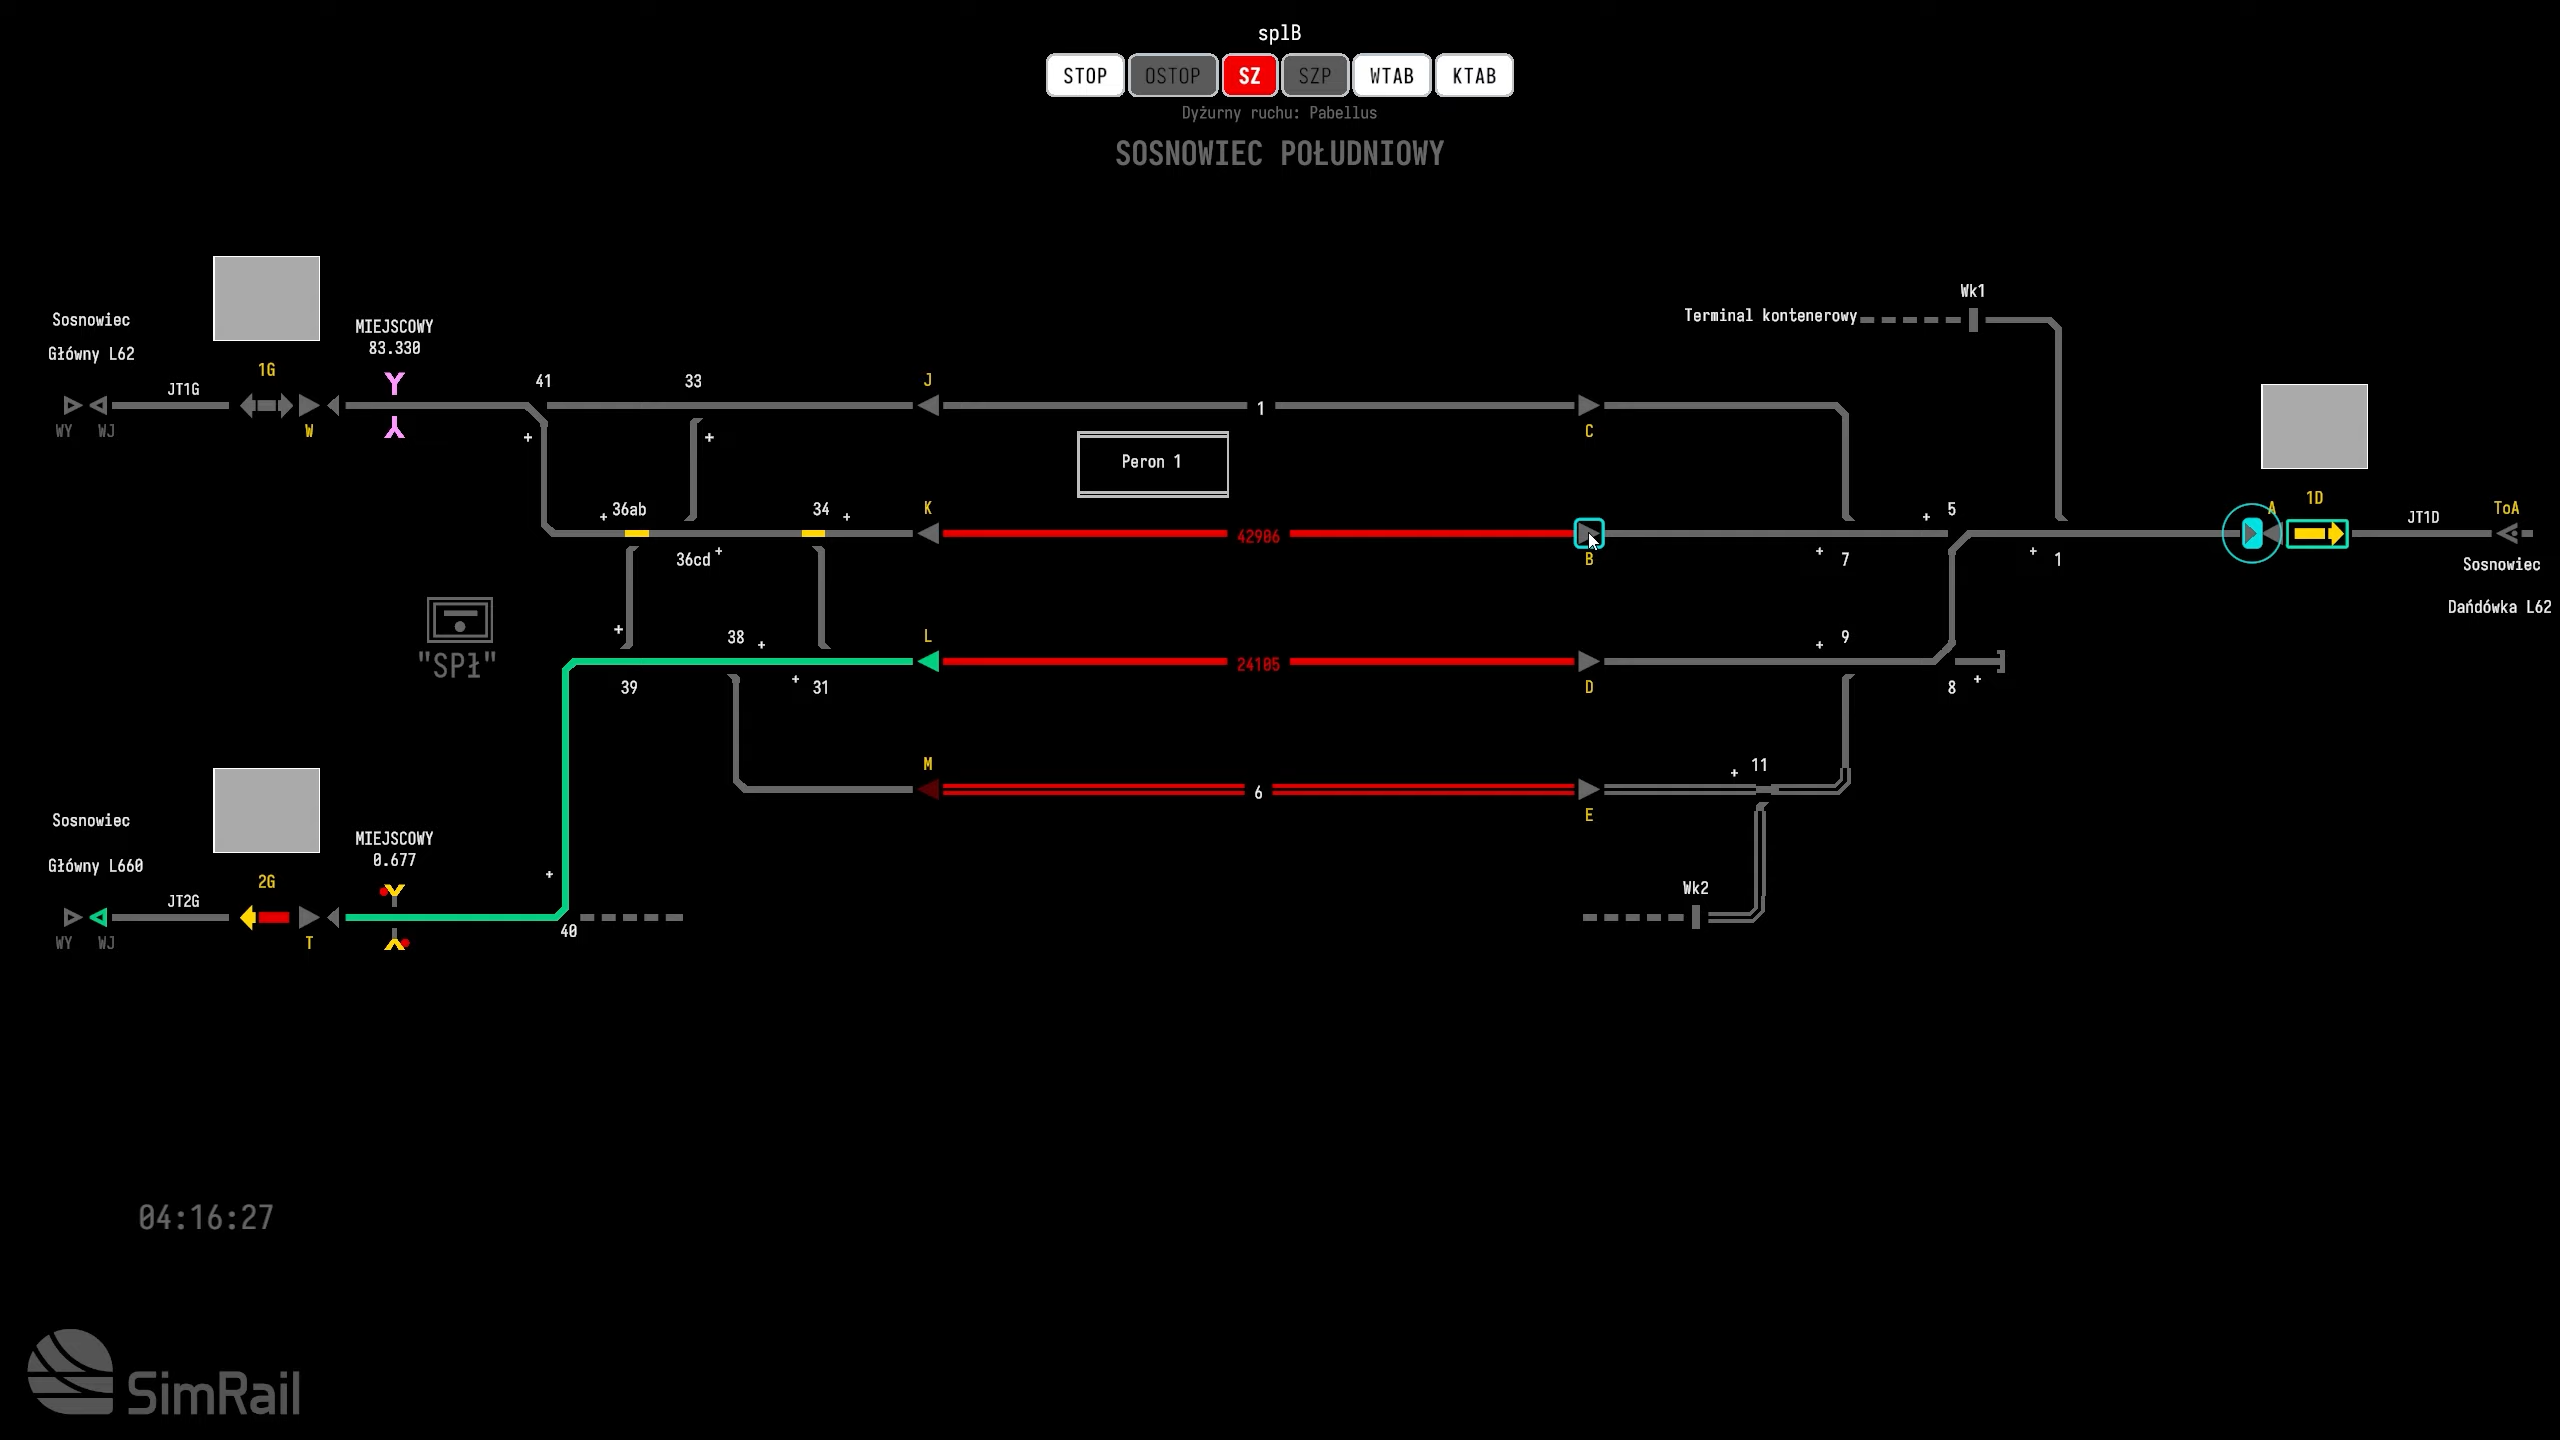 splB
STOP OSTOP SZ SZP WTAB KTAB
Dyżurny ruchu: Pabellus
SOSNOWIEC POŁUDNIOWY
Wk1
Terminal kontenerowy
Sosnowiec
Główny L62
MIEJSCOWY
83.330
1G
JT1G
WY WJ
W
41
33
J
1
C
+
+
Peron 1
1D
A
JT1D
ToA
Sosnowiec
Dańdówka L62
+ 36ab
34 +
K
42906
B
+ 5
36cd +
+ 7
+ 1
"SPł"
+
38 +
L
24105
D
+ 9
39
+ 31
8 +
M
6
E
+ 11
Sosnowiec
Główny L660
MIEJSCOWY
0.677
2G
JT2G
WY WJ
T
+
40
Wk2
04:16:27
SimRail